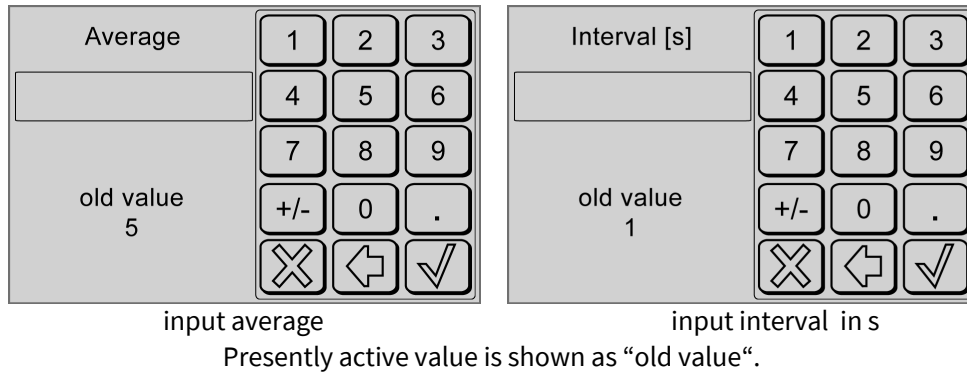 Average
1 2 3
4 5 6
7 8 9
old value
5
+/- 0 .
Interval [s]
1 2 3
4 5 6
7 8 9
old value
1
+/- 0 .
input average
input interval in s
Presently active value is shown as “old value“.